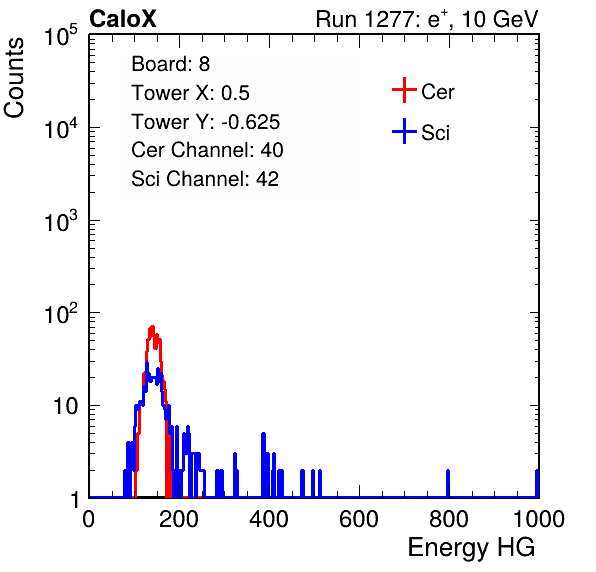 CaloX
Run 1277: e+, 10 GeV
Counts
Board: 8
Tower X: 0.5
Tower Y: -0.625
Cer Channel: 40
Sci Channel: 42
Cer
Sci
10^5
10^4
10^3
10^2
10
1
0 200 400 600 800 1000
Energy HG